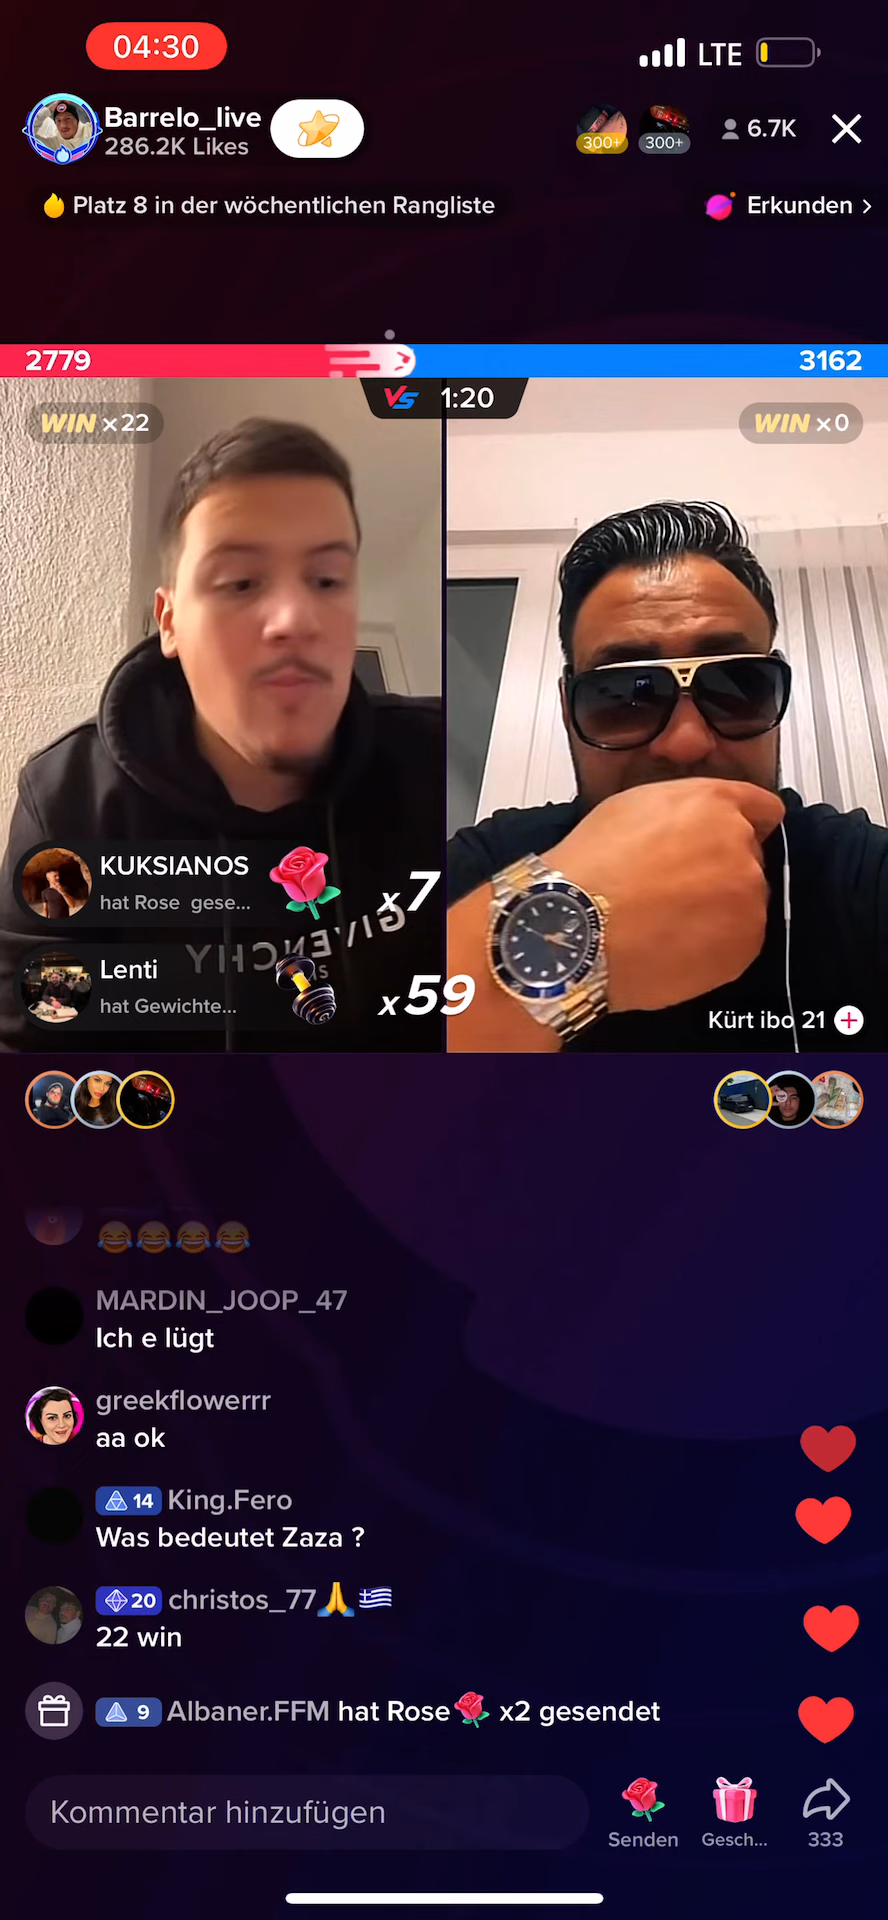 04:30
LTE
Barrelo_live
286.2K Likes
300+
300+
6.7K
Platz 8 in der wöchentlichen Rangliste
Erkunden >
2779
3162
VS 1:20
WIN x22
WIN x0
KUKSIANOS
hat Rose gese...
x7
GIVENCHY
Lenti
hat Gewichte...
x59
Kürt ibo 21
😂😂😂😂
MARDIN_JOOP_47
Ich e lügt
greekflowerrr
aa ok
14 King.Fero
Was bedeutet Zaza ?
20 christos_77🙏🇬🇷
22 win
9 Albaner.FFM hat Rose🌹 x2 gesendet
Kommentar hinzufügen
Senden
Gesch...
333